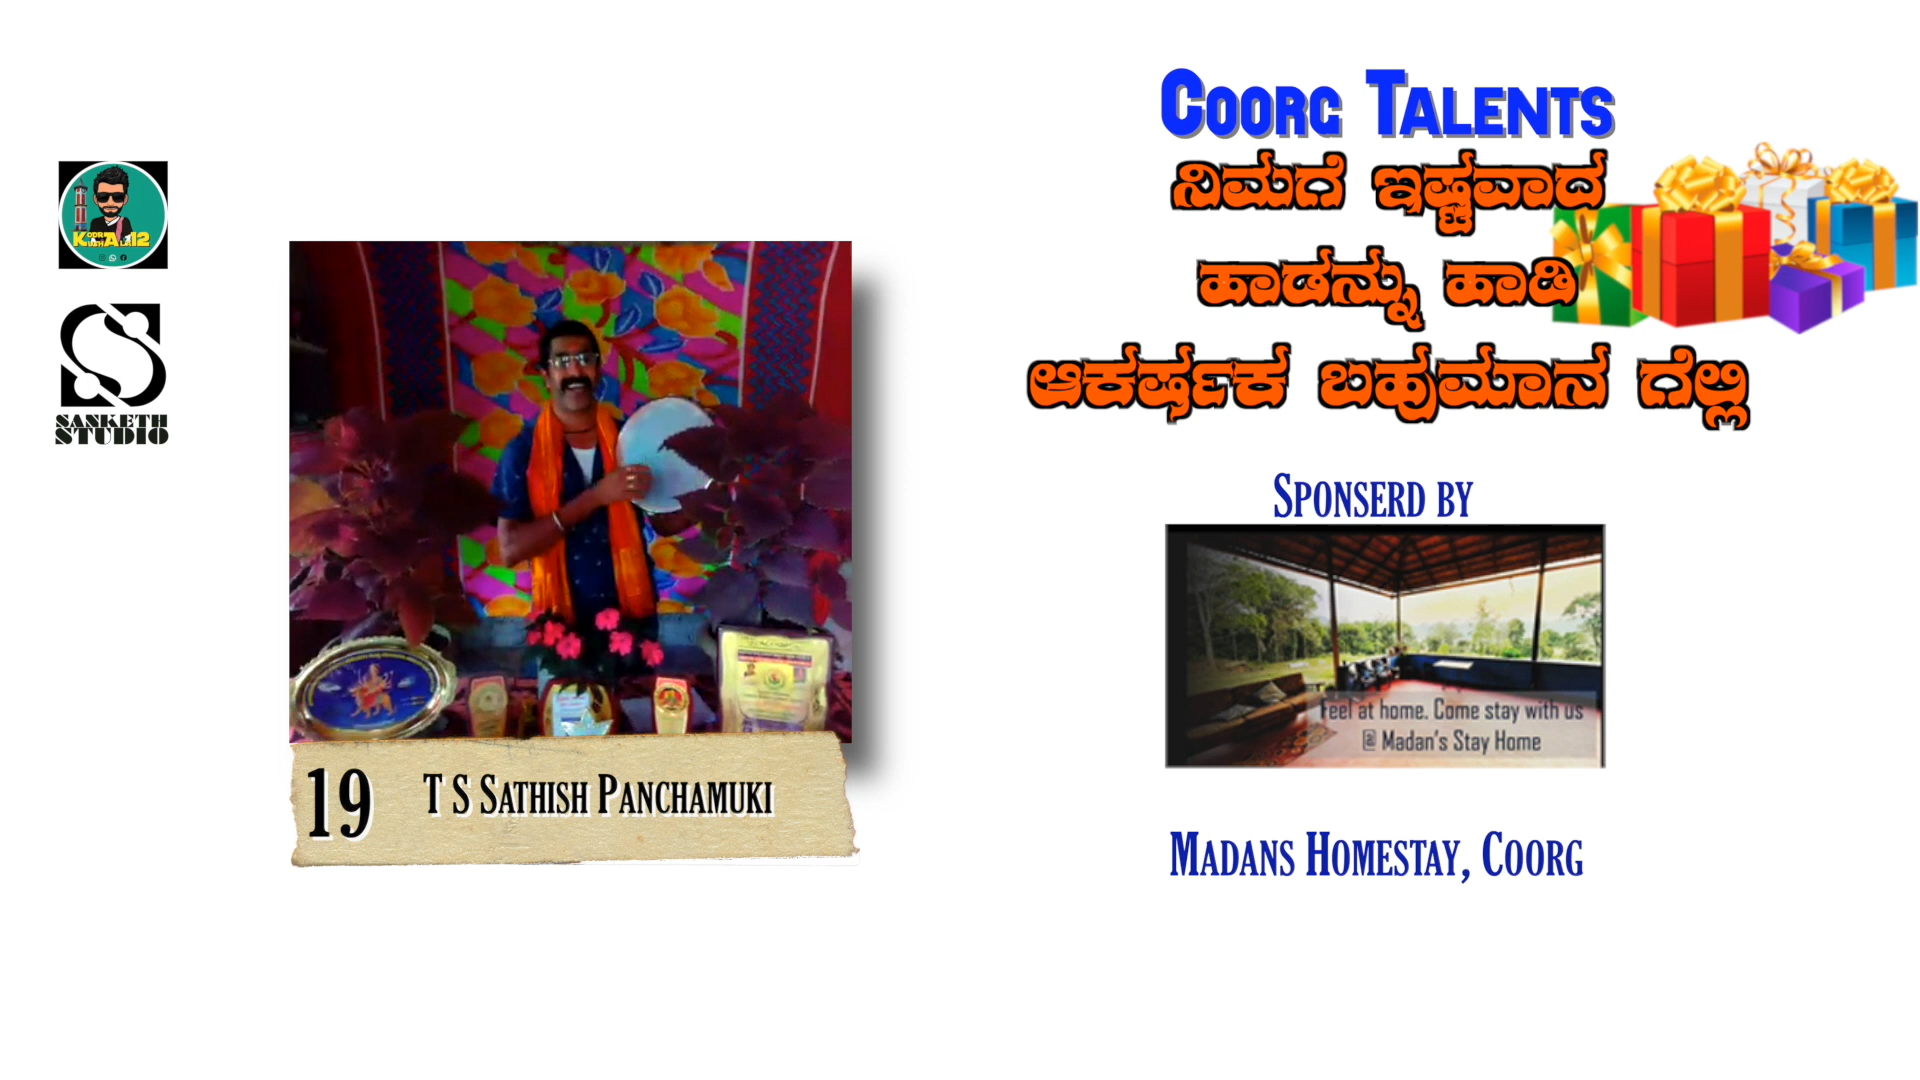 COORG TALENTS
ನಿಮಗೆ ಇಷ್ಟವಾದ
ಹಾಡನ್ನು ಹಾಡಿ
ಆಕರ್ಷಕ ಬಹುಮಾನ ಗೆಲ್ಲಿ
SPONSERD BY
Feel at home. Come stay with us
@ Madan's Stay Home
MADANS HOMESTAY, COORG
SANKETH
STUDIO
19 T S SATHISH PANCHAMUKI